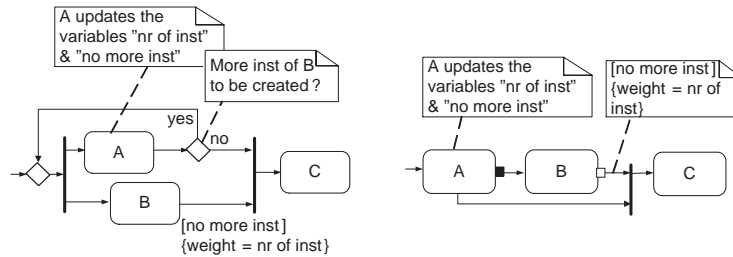 A updates the
variables ”nr of inst”
& ”no more inst”
More inst of B
to be created ?
yes
no
A
B
C
[no more inst]
{weight = nr of inst}
A updates the
variables ”nr of inst”
& ”no more inst”
[no more inst]
{weight = nr of
inst}
A
B
C